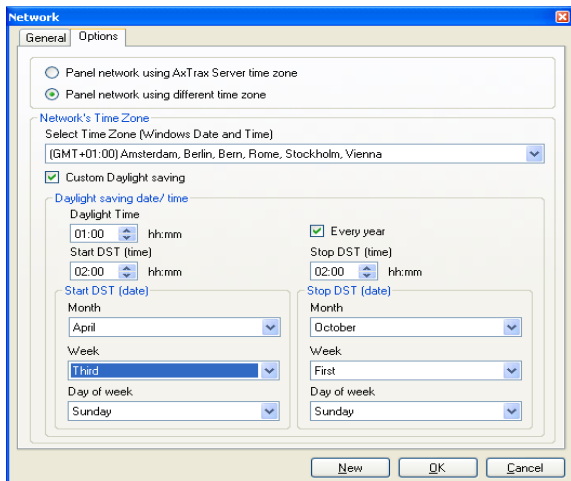 Network
General Options
Panel network using AxTrax Server time zone
Panel network using different time zone
Network's Time Zone
Select Time Zone (Windows Date and Time)
(GMT+01:00) Amsterdam, Berlin, Bern, Rome, Stockholm, Vienna
Custom Daylight saving
Daylight saving date/ time
Daylight Time
01:00 hh:mm
Every year
Start DST (time)
Stop DST (time)
02:00 hh:mm
02:00 hh:mm
Start DST (date)
Stop DST (date)
Month
Month
April
October
Week
Week
Third
First
Day of week
Day of week
Sunday
Sunday
New OK Cancel